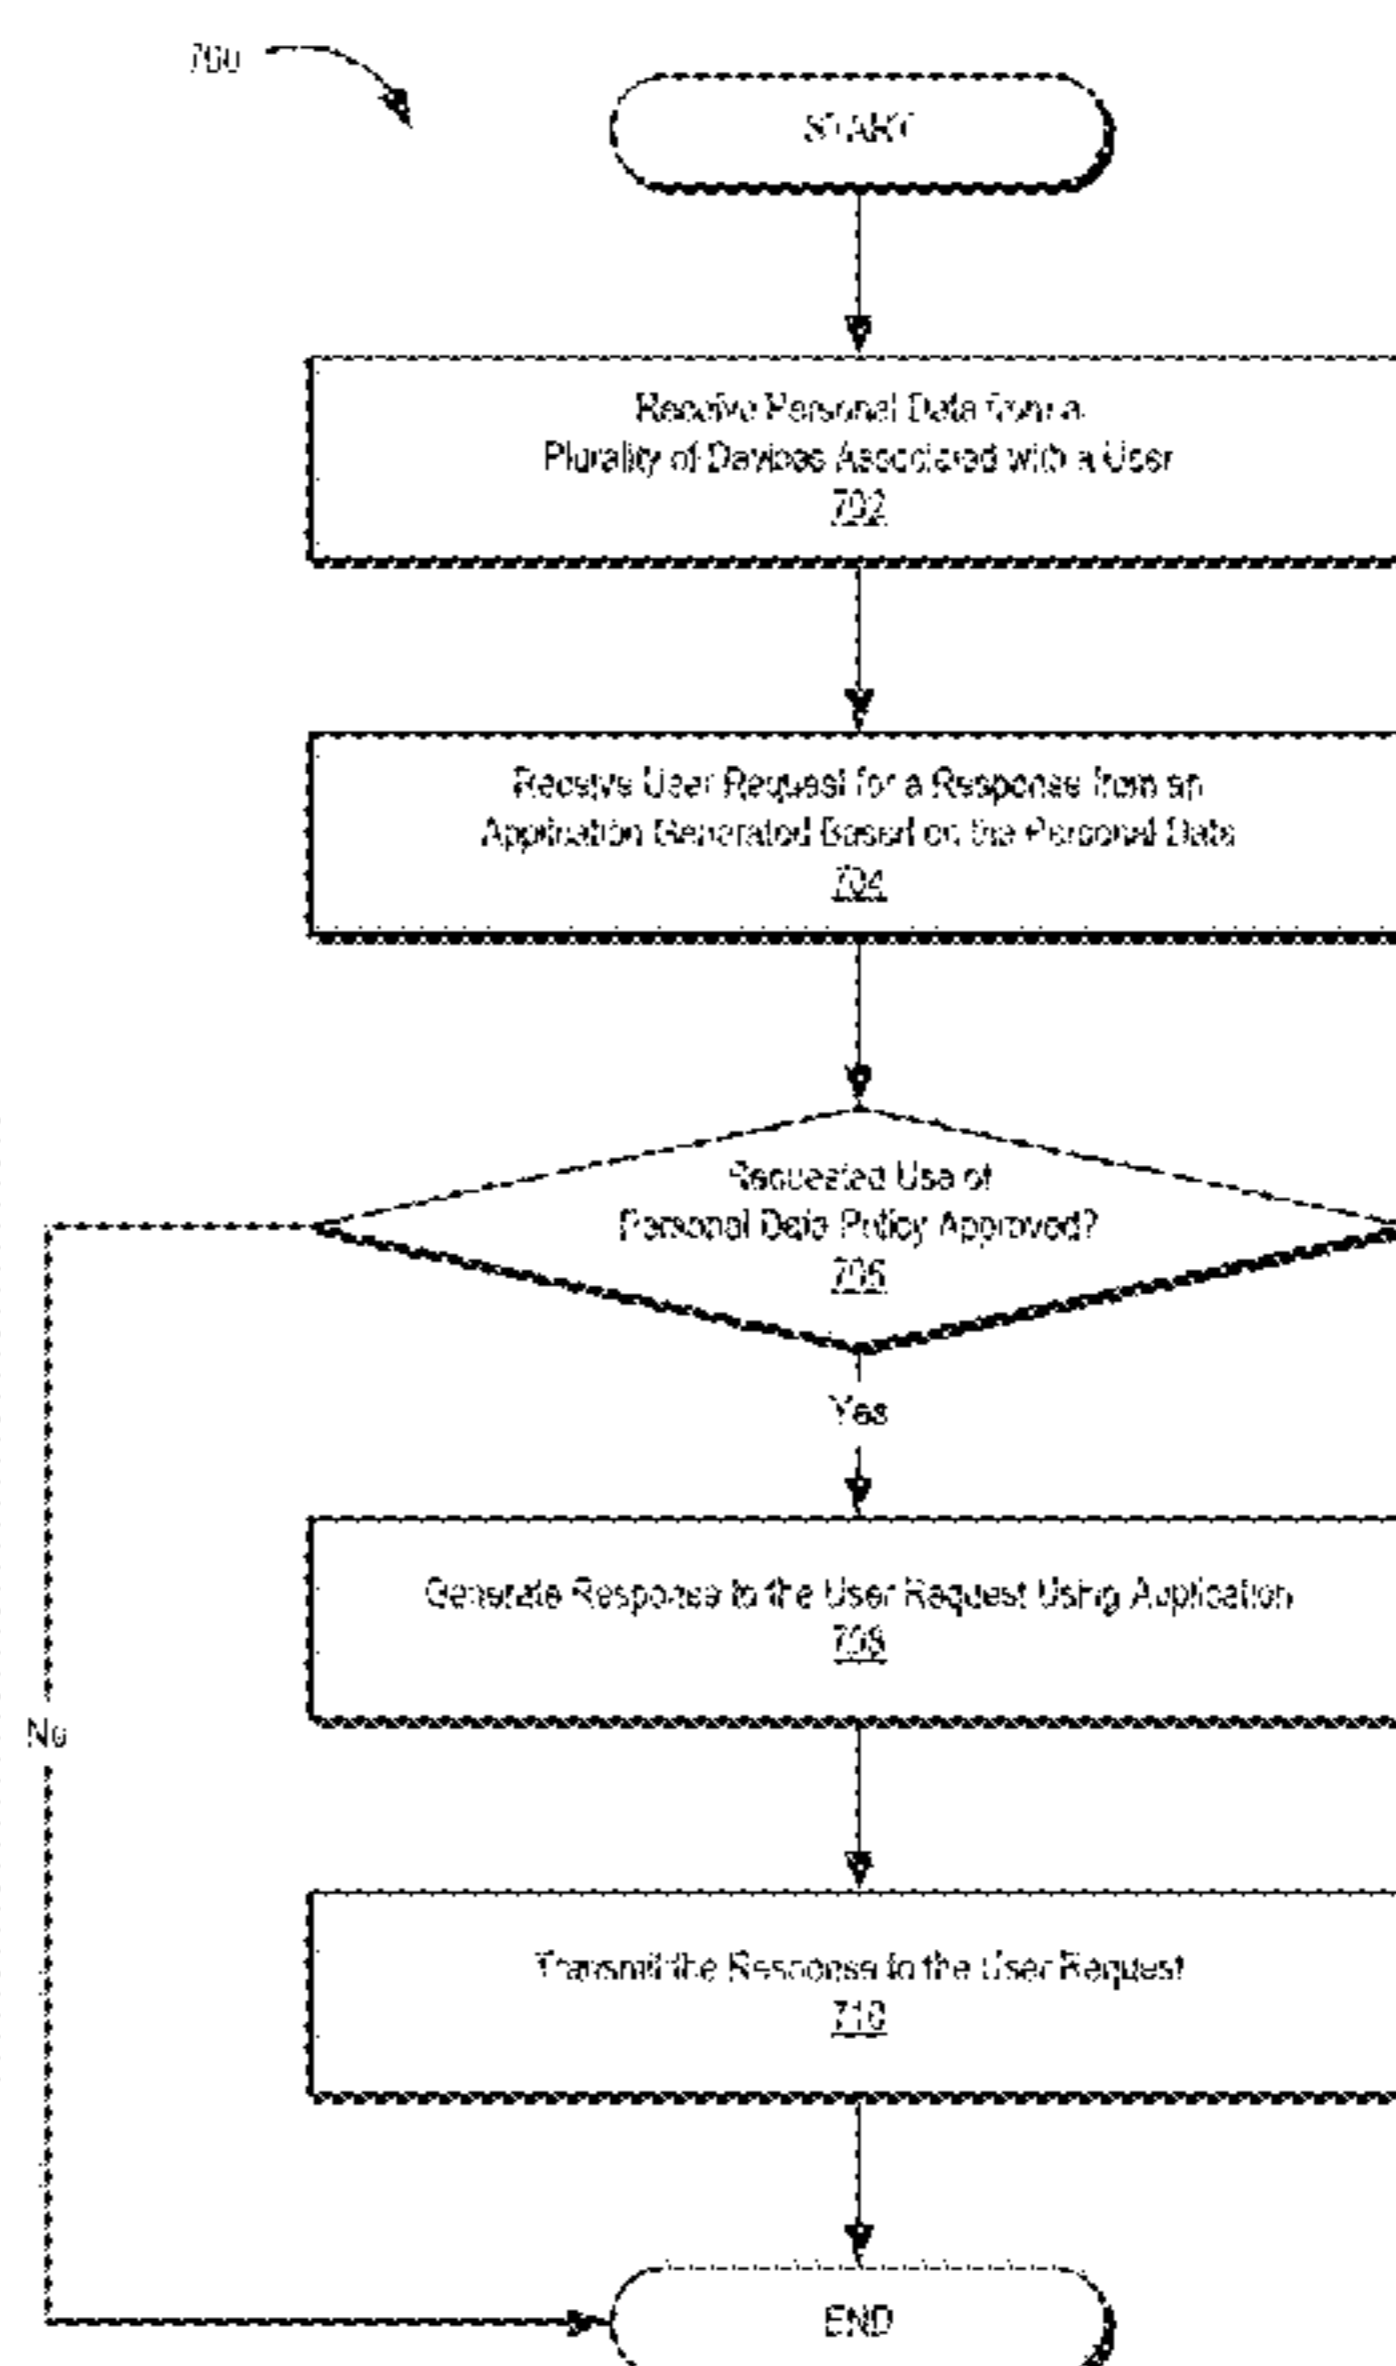 700
START
Receive Personal Data from a
Plurality of Devices Associated with a User
702
Receive User Request for a Response from an
Application Generated Based on the Personal Data
704
Requested Use of
Personal Data Policy Approved?
706
Yes
Generate Response to the User Request Using Application
708
No
Transmit the Response to the User Request
710
END